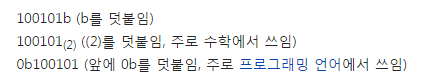 100101b (b를 덧붙임)
100101(2) ((2)를 덧붙임, 주로 수학에서 쓰임)
0b100101 (앞에 0b를 덧붙임, 주로 프로그래밍 언어에서 쓰임)